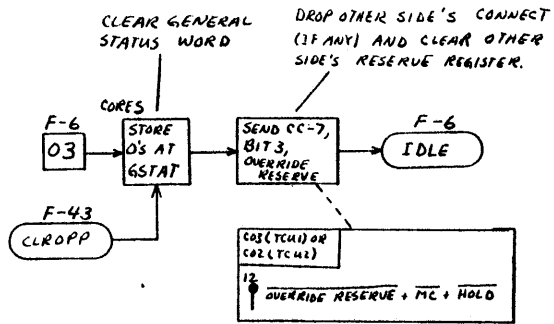 CLEAR GENERAL
STATUS WORD
DROP OTHER SIDE'S CONNECT
(IF ANY) AND CLEAR OTHER
SIDE'S RESERVE REGISTER.
CORES
F-6
03
STORE
0'S AT
GSTAT
SEND CC-7,
BIT 3,
OVERRIDE
RESERVE
F-6
IDLE
F-43
CLROPP
C03 (TCU1) OR
C02 (TCU2)
12
OVERRIDE RESERVE + MC + HOLD